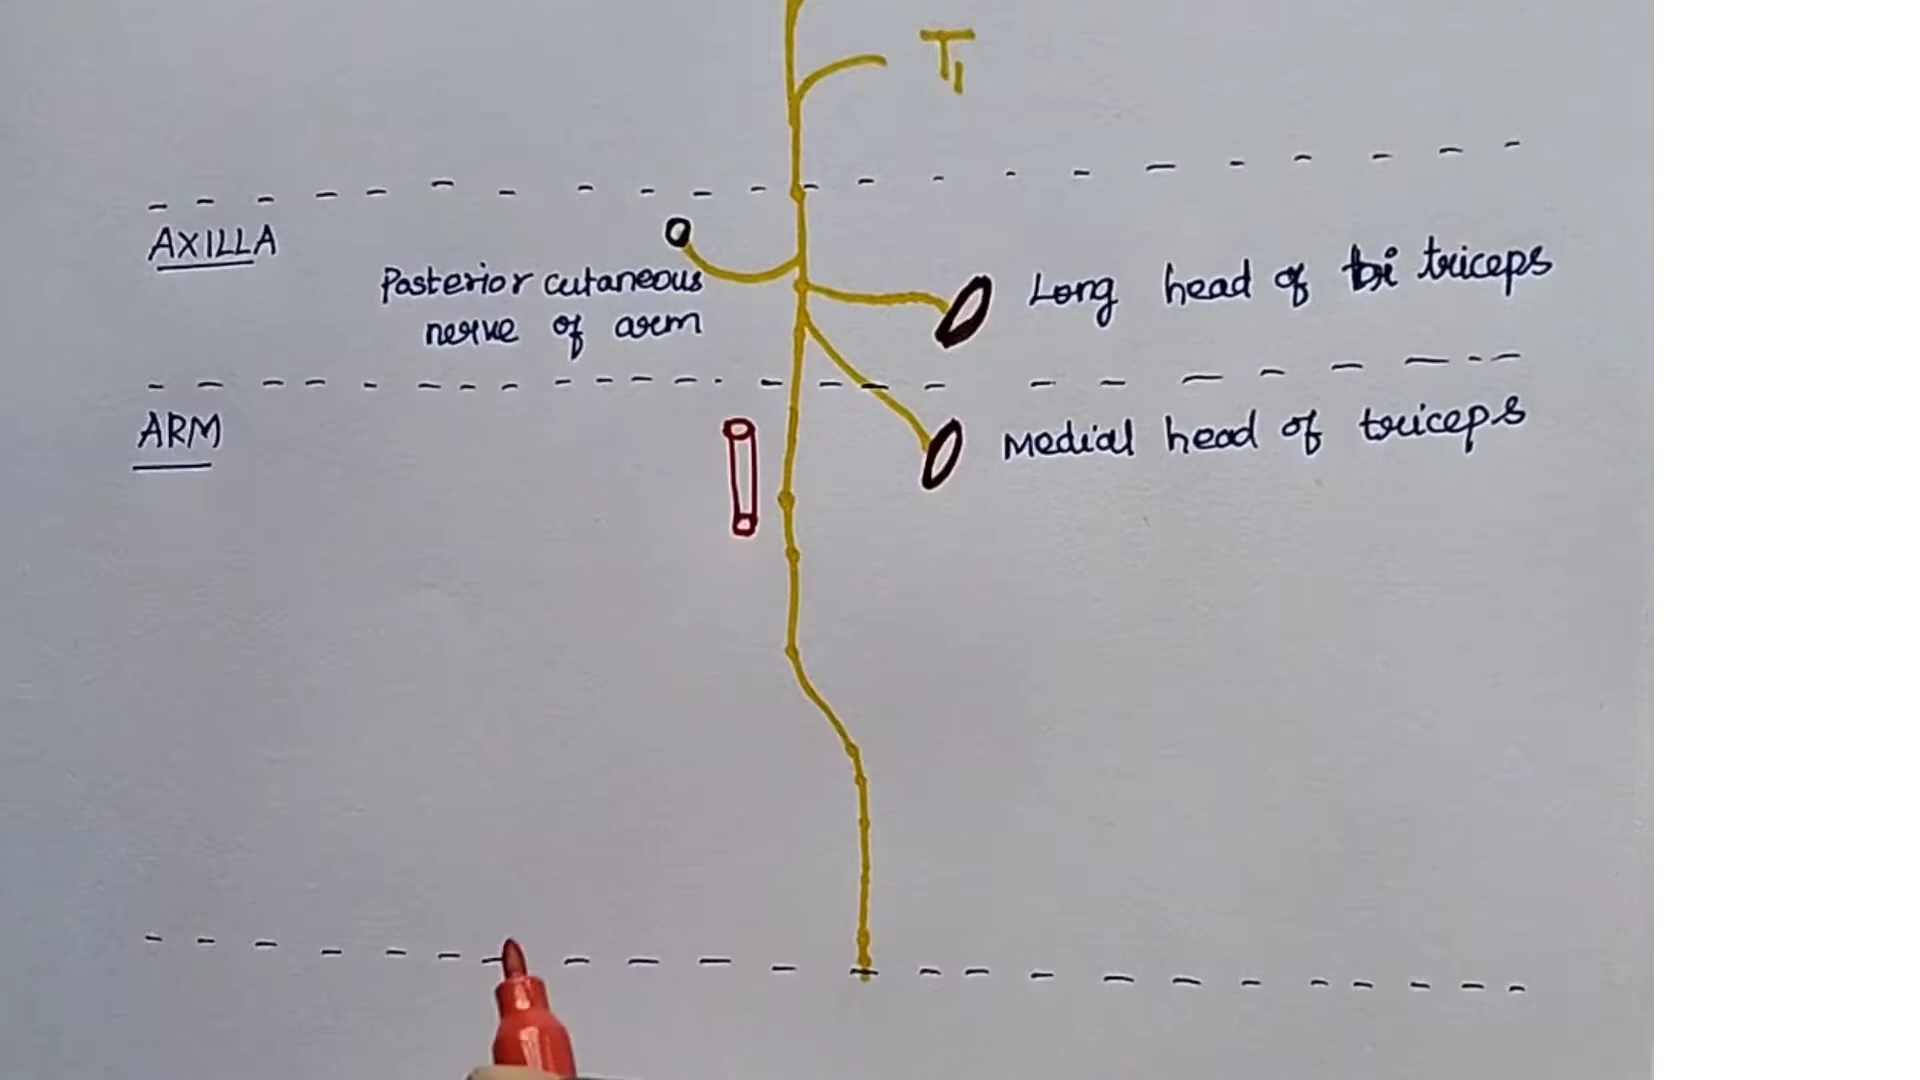 T1
AXILLA
Posterior cutaneous
nerve of arm
Long head of tri triceps
ARM
Medial head of triceps